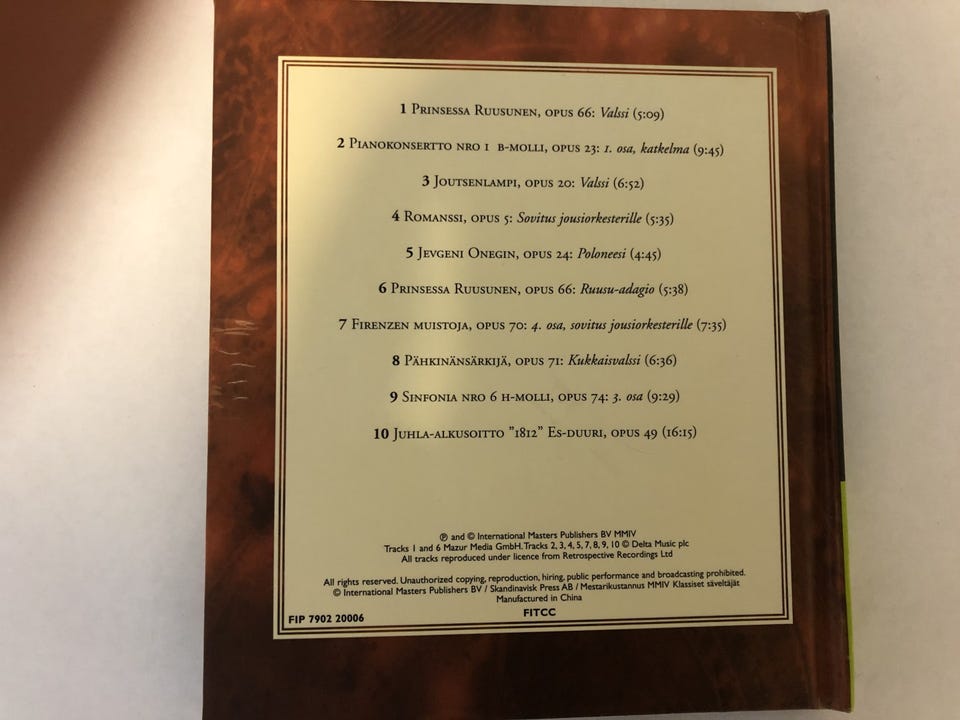 1 Prinsessa Ruusunen, opus 66: Valssi (5:09)
2 Pianokonsertto nro 1 b-molli, opus 23: 1. osa, katkelma (9:45)
3 Joutsenlampi, opus 20: Valssi (6:52)
4 Romanssi, opus 5: Sovitus jousiorkesterille (5:35)
5 Jevgeni Onegin, opus 24: Poloneesi (4:45)
6 Prinsessa Ruusunen, opus 66: Ruusu-adagio (5:38)
7 Firenzen muistoja, opus 70: 4. osa, sovitus jousiorkesterille (7:35)
8 Pähkinänsärkijä, opus 71: Kukkaisvalssi (6:36)
9 Sinfonia nro 6 h-molli, opus 74: 3. osa (9:29)
10 Juhla-alkusoitto ”1812” Es-duuri, opus 49 (16:15)
℗ and © International Masters Publishers BV MMIV
Tracks 1 and 6 Mazur Media GmbH. Tracks 2, 3, 4, 5, 7, 8, 9, 10 © Delta Music plc
All tracks reproduced under licence from Retrospective Recordings Ltd
All rights reserved. Unauthorized copying, reproduction, hiring, public performance and broadcasting prohibited.
© International Masters Publishers BV / Skandinavisk Press AB / Mestarikustannus MMIV Klassiset säveltäjät
Manufactured in China
FIP 7902 20006
FITCC